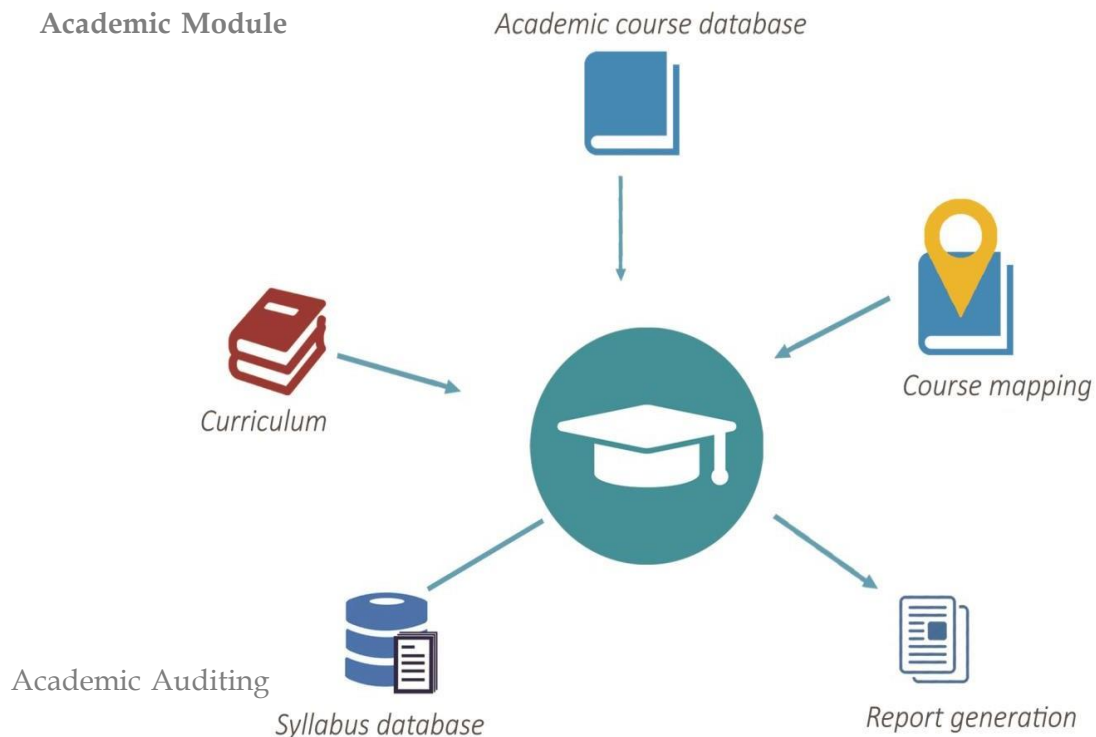 Academic Module
Academic course database
Course mapping
Curriculum
Academic Auditing
Syllabus database
Report generation